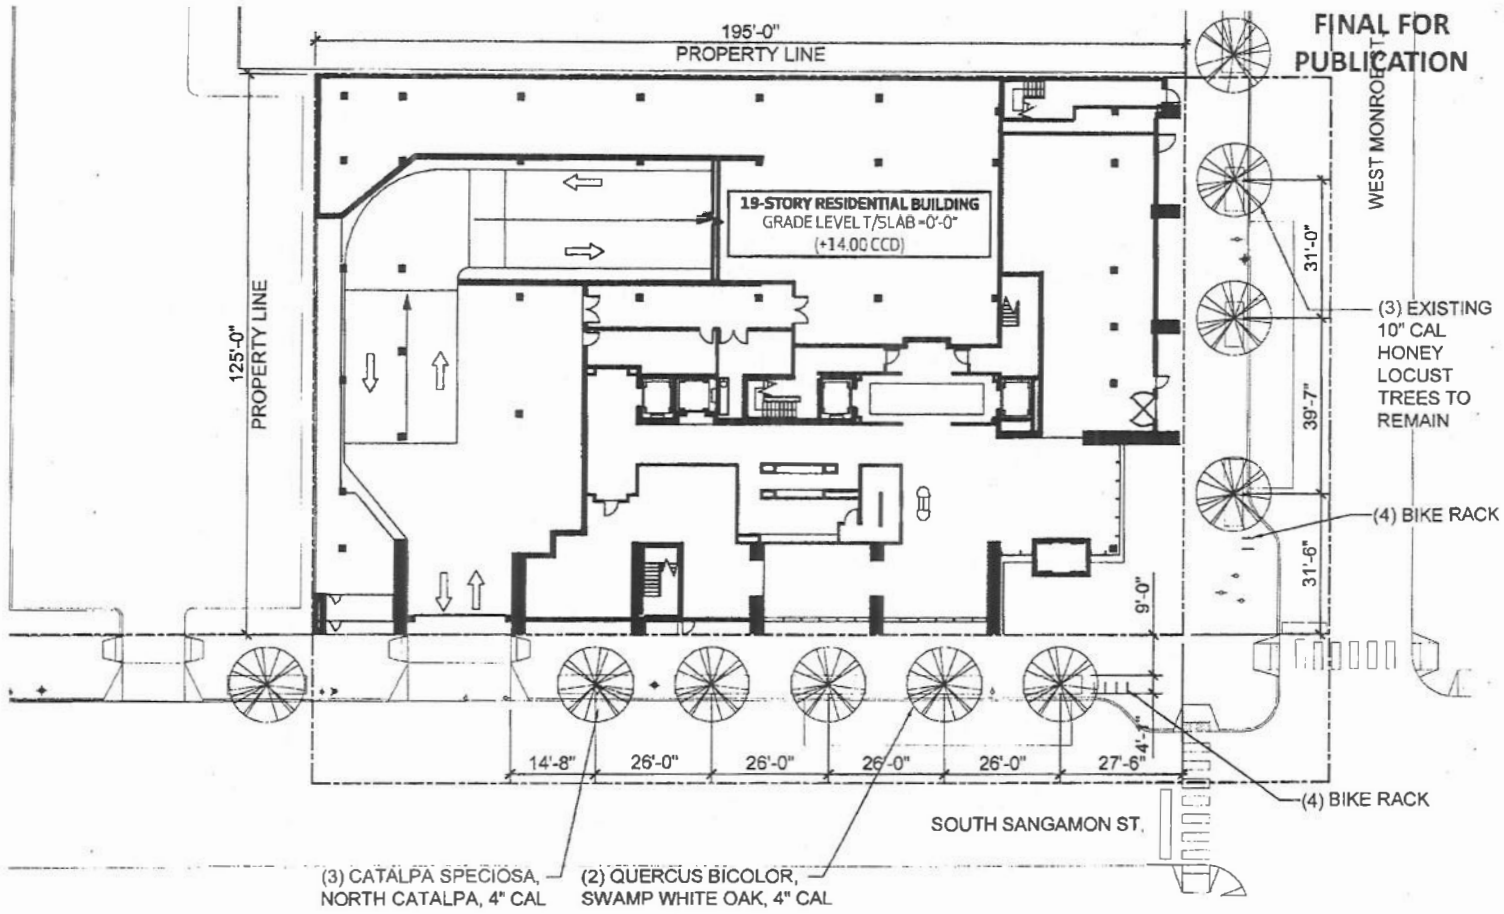 FINAL FOR
PUBLICATION
195'-0"
PROPERTY LINE
WEST MONROE ST.
19-STORY RESIDENTIAL BUILDING
GRADE LEVEL T/SLAB=0'-0"
(+14.00 CCD)
125'-0"
PROPERTY LINE
31'-0"
(3) EXISTING
10" CAL
HONEY
LOCUST
TREES TO
REMAIN
39'-7"
(4) BIKE RACK
31'-6"
9'-0"
4'-1"
14'-8"
26'-0"
26'-0"
26'-0"
26'-0"
27'-6"
(4) BIKE RACK
SOUTH SANGAMON ST.
(3) CATALPA SPECIOSA,
NORTH CATALPA, 4" CAL
(2) QUERCUS BICOLOR,
SWAMP WHITE OAK, 4" CAL